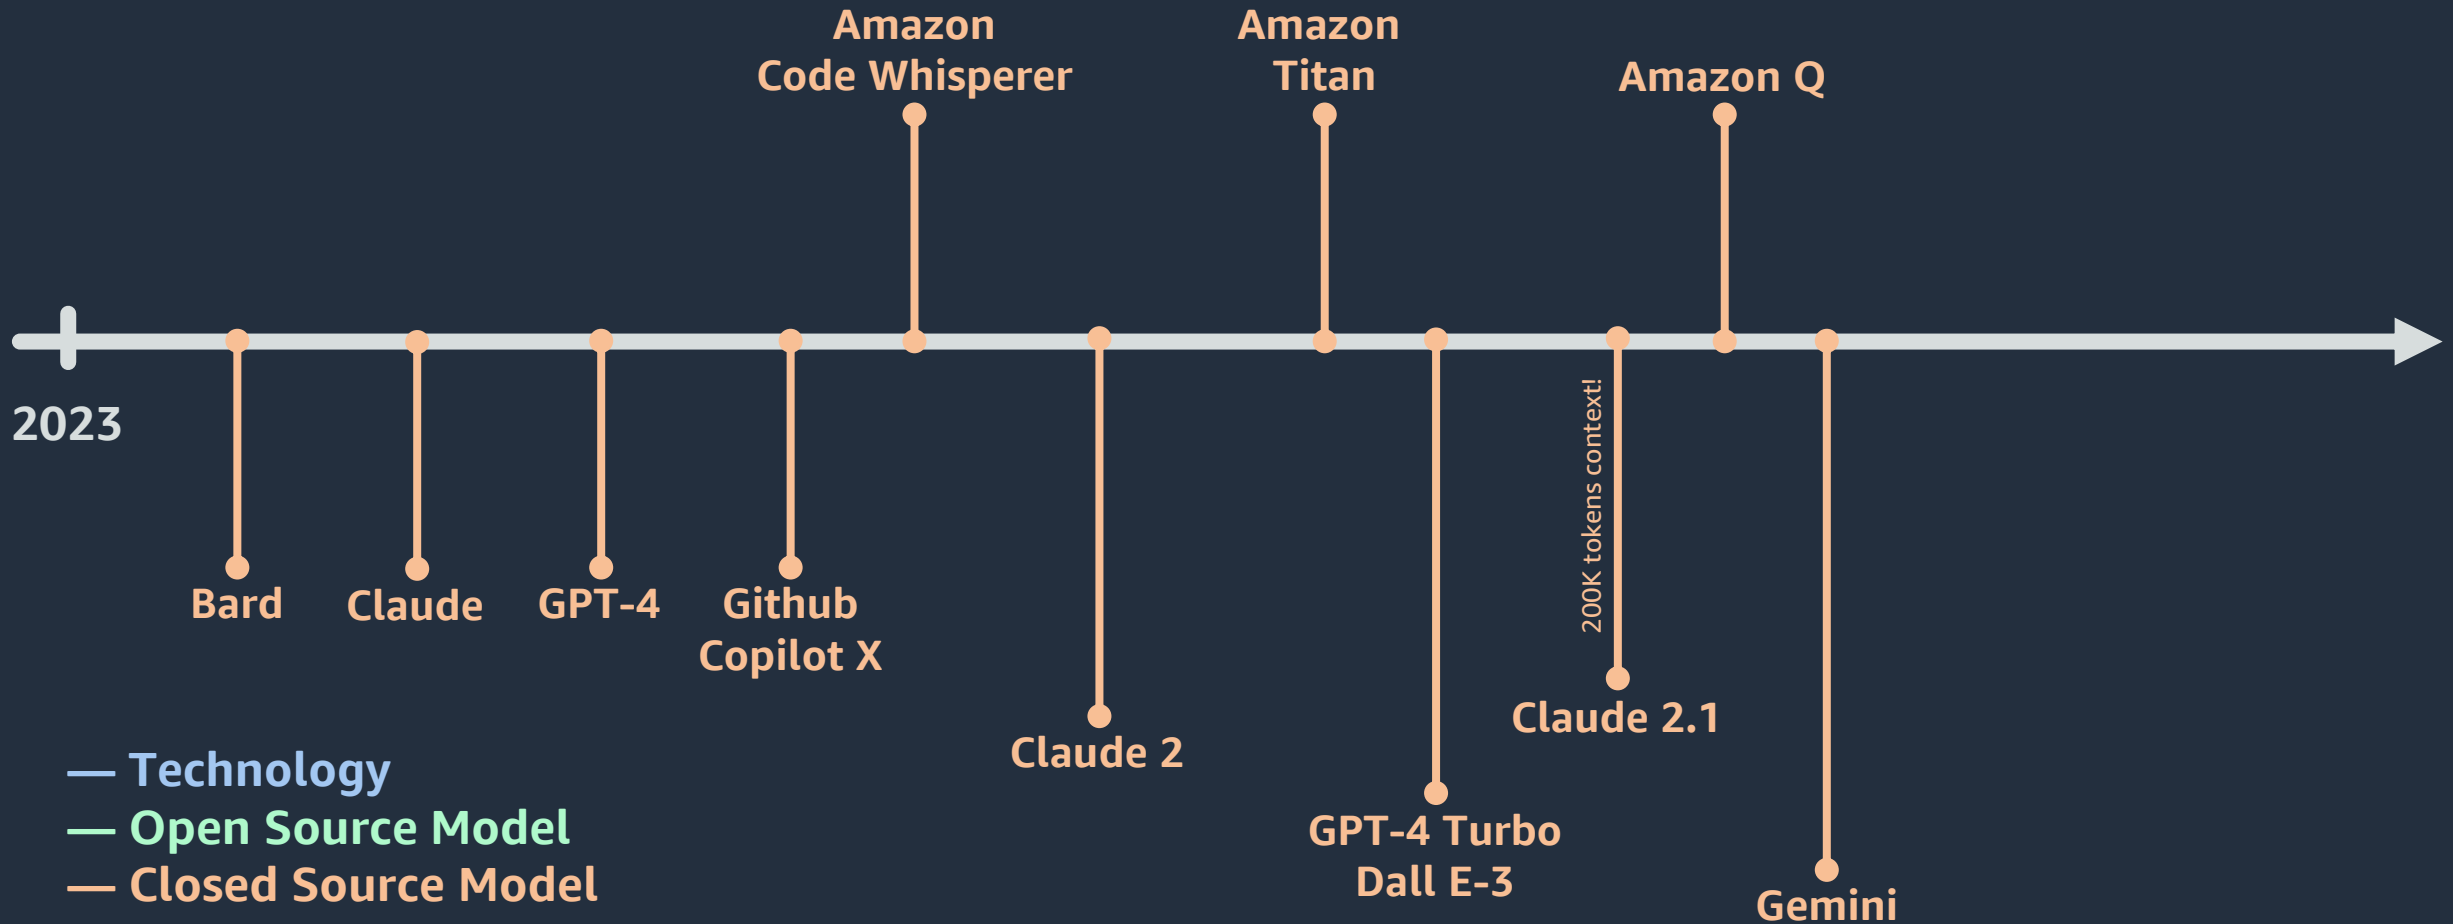 Amazon
Code Whisperer
Amazon
Titan
Amazon Q
2023
200K tokens context!
Bard
Claude
GPT-4
Github
Copilot X
Claude 2
GPT-4 Turbo
Dall E-3
Claude 2.1
Gemini
Technology
Open Source Model
Closed Source Model